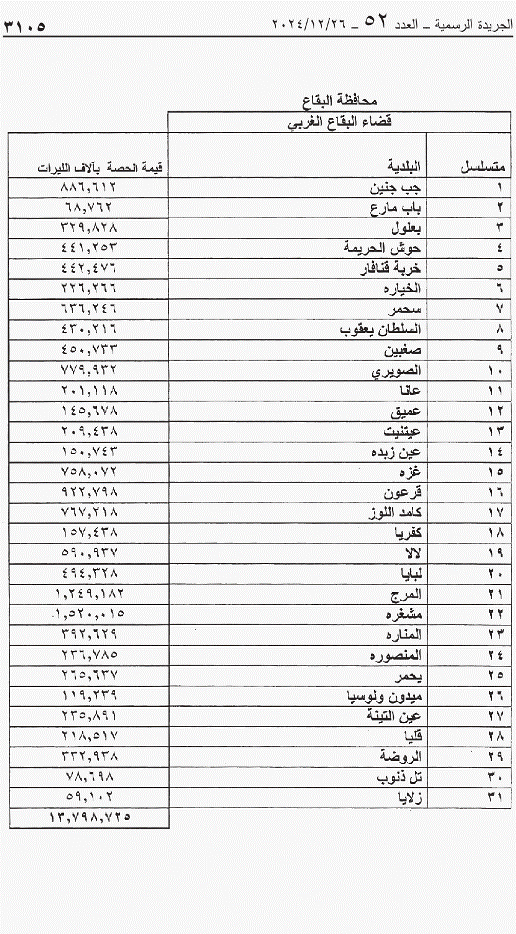 الجريدة الرسمية ــ العدد ٥٢ ــ ٢٠٢٤/١٢/٢٦ ٣١٠٥
محافظة البقاع
قضاء البقاع الغربي
متسلسل البلدية قيمة الحصة بآلاف الليرات
١ جب جنين ٨٨٦,٦١٢
٢ باب مارع ٦٨,٧٦٢
٣ بعلول ٣٢٩,٨٢٨
٤ حوش الحريمة ٤٤١,٢٥٣
٥ خربة قنافار ٤٤٢,٤٧٦
٦ الخياره ٢٢٦,٢٦٦
٧ سحمر ٦٣٦,٢٤٦
٨ السلطان يعقوب ٤٣٠,٢١٦
٩ صغبين ٤٥٠,٧٣٣
١٠ الصويري ٧٧٩,٩٣٢
١١ عانا ٢٠١,١١٨
١٢ عميق ١٤٥,٦٧٨
١٣ عيتنيت ٢٠٩,٤٣٨
١٤ عين زبده ١٥٠,٧٤٣
١٥ غزه ٧٥٨,٠٧٢
١٦ قرعون ٩٢٢,٧٩٨
١٧ كامد اللوز ٧٦٧,٢١٨
١٨ كفريا ١٥٧,٤٣٨
١٩ لالا ٥٩٠,٩٣٧
٢٠ لبايا ٤٩٤,٣٢٨
٢١ المرج ١,٢٤٩,١٨٢
٢٢ مشغره ١,٥٢٠,٠١٥
٢٣ المناره ٣٩٢,٦٢٩
٢٤ المنصوره ٢٣٦,٧٨٥
٢٥ يحمر ٢٦٥,٦٣٧
٢٦ ميدون ولوسيا ١١٩,٢٣٩
٢٧ عين التينة ٢٣٥,٨٩١
٢٨ قليا ٢١٨,٥١٧
٢٩ الروضة ٣٣٢,٩٣٨
٣٠ تل ذنوب ٧٨,٦٩٨
٣١ زلايا ٥٩,١٠٢
١٣,٧٩٨,٧٢٥